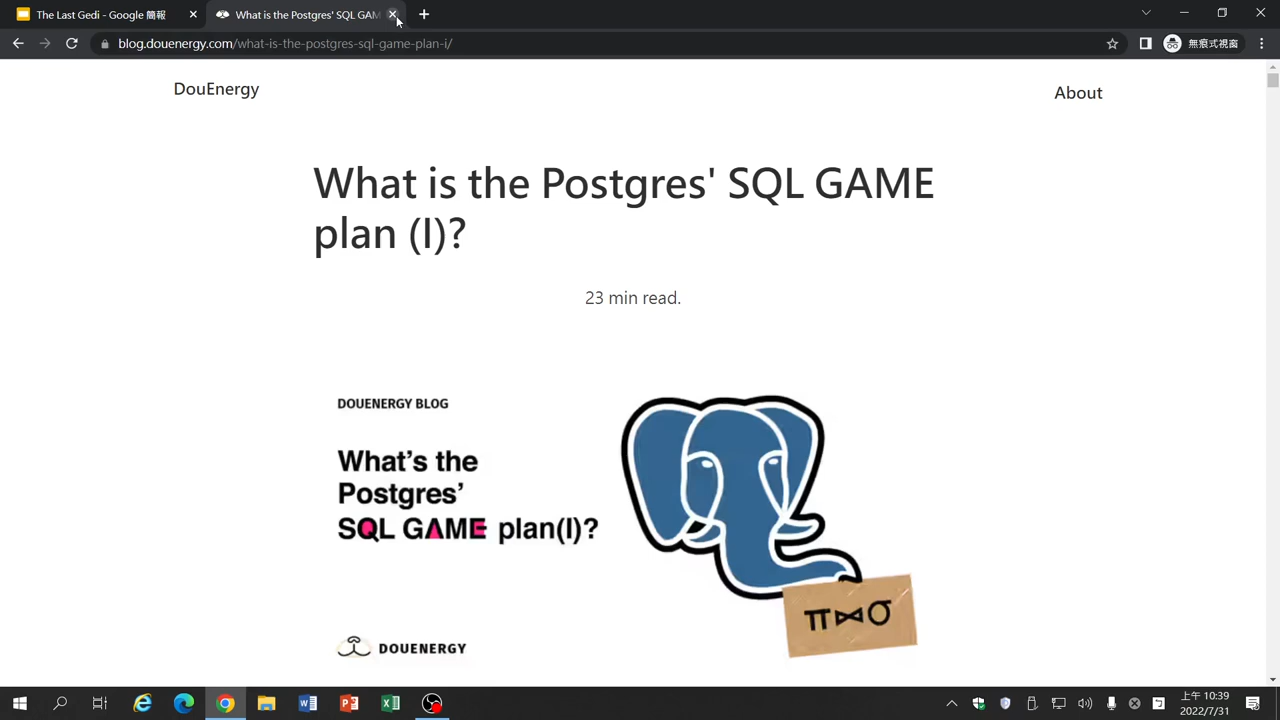 The Last Gedi - Google 簡報
What is the Postgres' SQL GAM
blog.douenergy.com/what-is-the-postgres-sql-game-plan-i/
無痕式視窗
DouEnergy
About
What is the Postgres' SQL GAME
plan (I)?
23 min read.
DOUENERGY BLOG
What's the
Postgres'
SQL GAME plan(I)?
π⋈σ
DOUENERGY
上午 10:39
2022/7/31